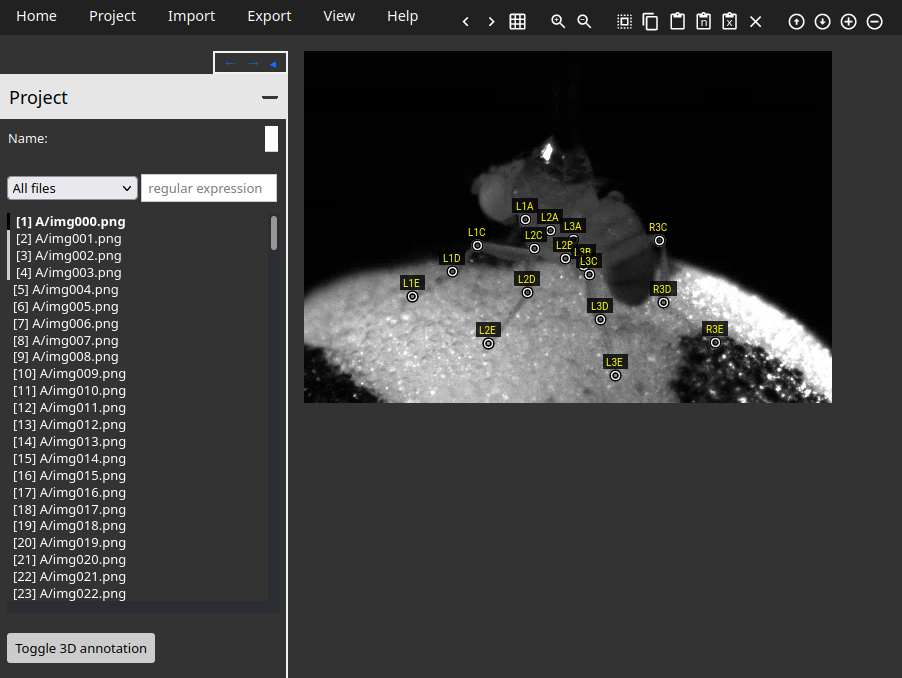 Home Project Import Export View Help
Project
Name:
All files
regular expression
[1] A/img000.png
[2] A/img001.png
[3] A/img002.png
[4] A/img003.png
[5] A/img004.png
[6] A/img005.png
[7] A/img006.png
[8] A/img007.png
[9] A/img008.png
[10] A/img009.png
[11] A/img010.png
[12] A/img011.png
[13] A/img012.png
[14] A/img013.png
[15] A/img014.png
[16] A/img015.png
[17] A/img016.png
[18] A/img017.png
[19] A/img018.png
[20] A/img019.png
[21] A/img020.png
[22] A/img021.png
[23] A/img022.png
Toggle 3D annotation
L1A
L2A
L3A
R3C
L1C
L2C
L2B
L3B
L3C
L1D
L1E
L2D
R3D
L3D
L2E
R3E
L3E